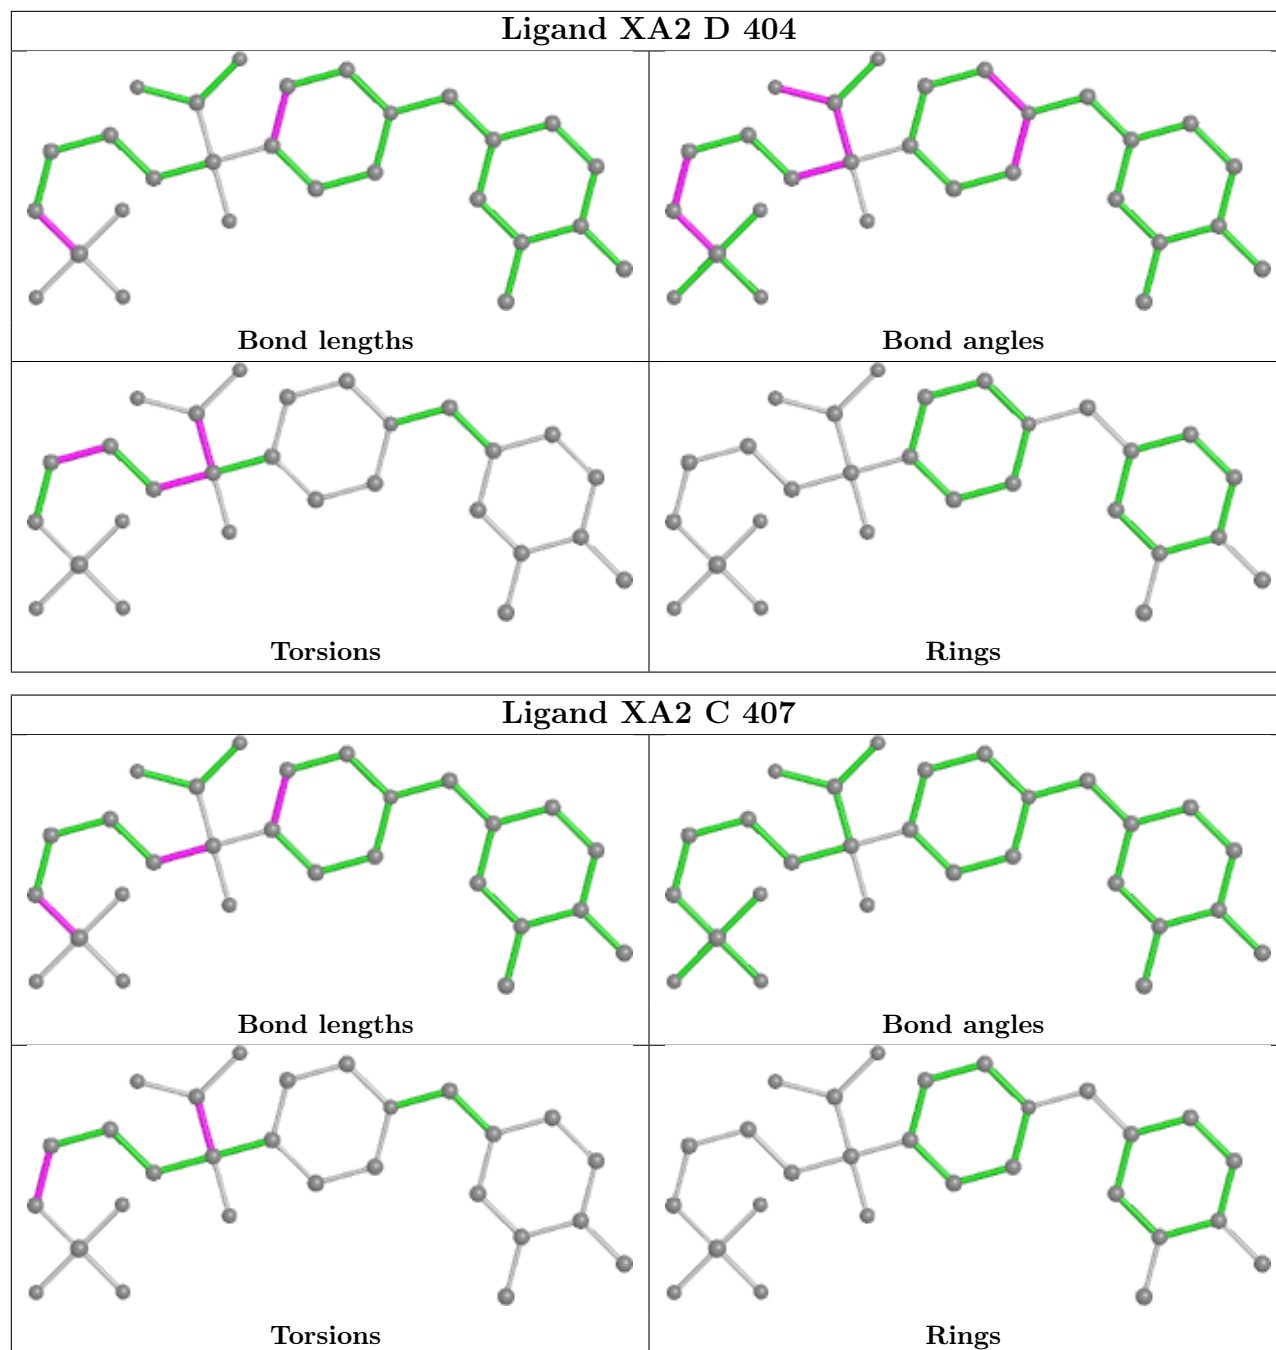 Ligand XA2 D 404
Bond lengths
Bond angles
Torsions
Rings
Ligand XA2 C 407
Bond lengths
Bond angles
Torsions
Rings